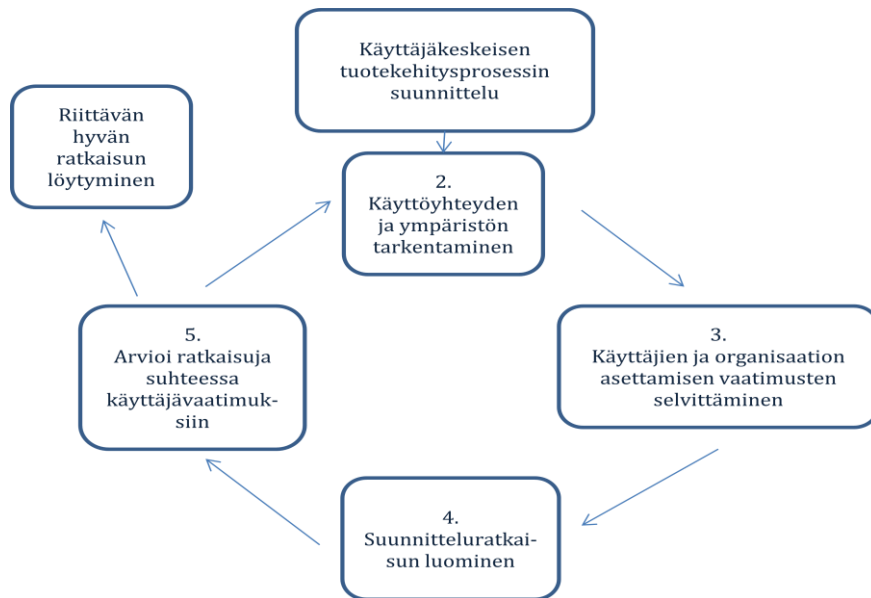 Käyttäjäkeskeisen
tuotekehitysprosessin
suunnittelu
Riittävän
hyvän
ratkaisun
löytyminen
2.
Käyttöyhteyden
ja ympäristön
tarkentaminen
3.
Käyttäjien ja organisaation
asettamisen vaatimusten
selvittäminen
4.
Suunnitteluratkai-
sun luominen
5.
Arvioi ratkaisuja
suhteessa
käyttäjävaatimuk-
siin